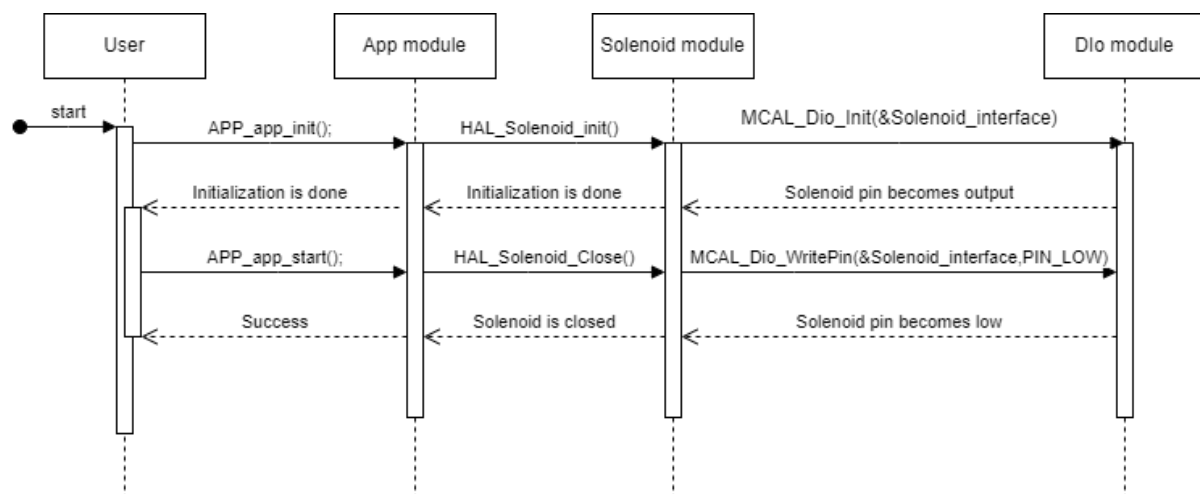 User
App module
Solenoid module
DIo module
start
APP_app_init();
HAL_Solenoid_init()
MCAL_Dio_Init(&Solenoid_interface)
Initialization is done
Initialization is done
Solenoid pin becomes output
APP_app_start();
HAL_Solenoid_Close()
MCAL_Dio_WritePin(&Solenoid_interface,PIN_LOW)
Success
Solenoid is closed
Solenoid pin becomes low